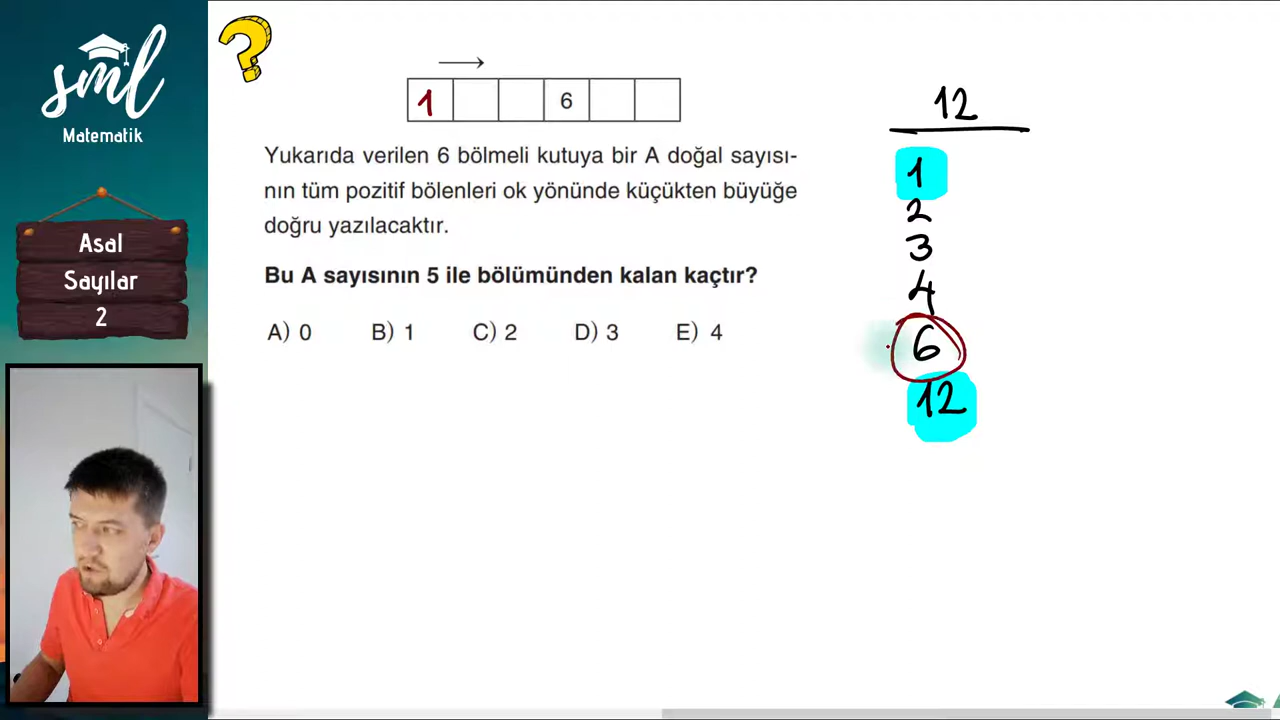 sml
Matematik
Asal
Sayılar
2
?
→
1 6
Yukarıda verilen 6 bölmeli kutuya bir A doğal sayısı-
nın tüm pozitif bölenleri ok yönünde küçükten büyüğe
doğru yazılacaktır.
Bu A sayısının 5 ile bölümünden kalan kaçtır?
A) 0 B) 1 C) 2 D) 3 E) 4
12
1
2
3
4
6
12